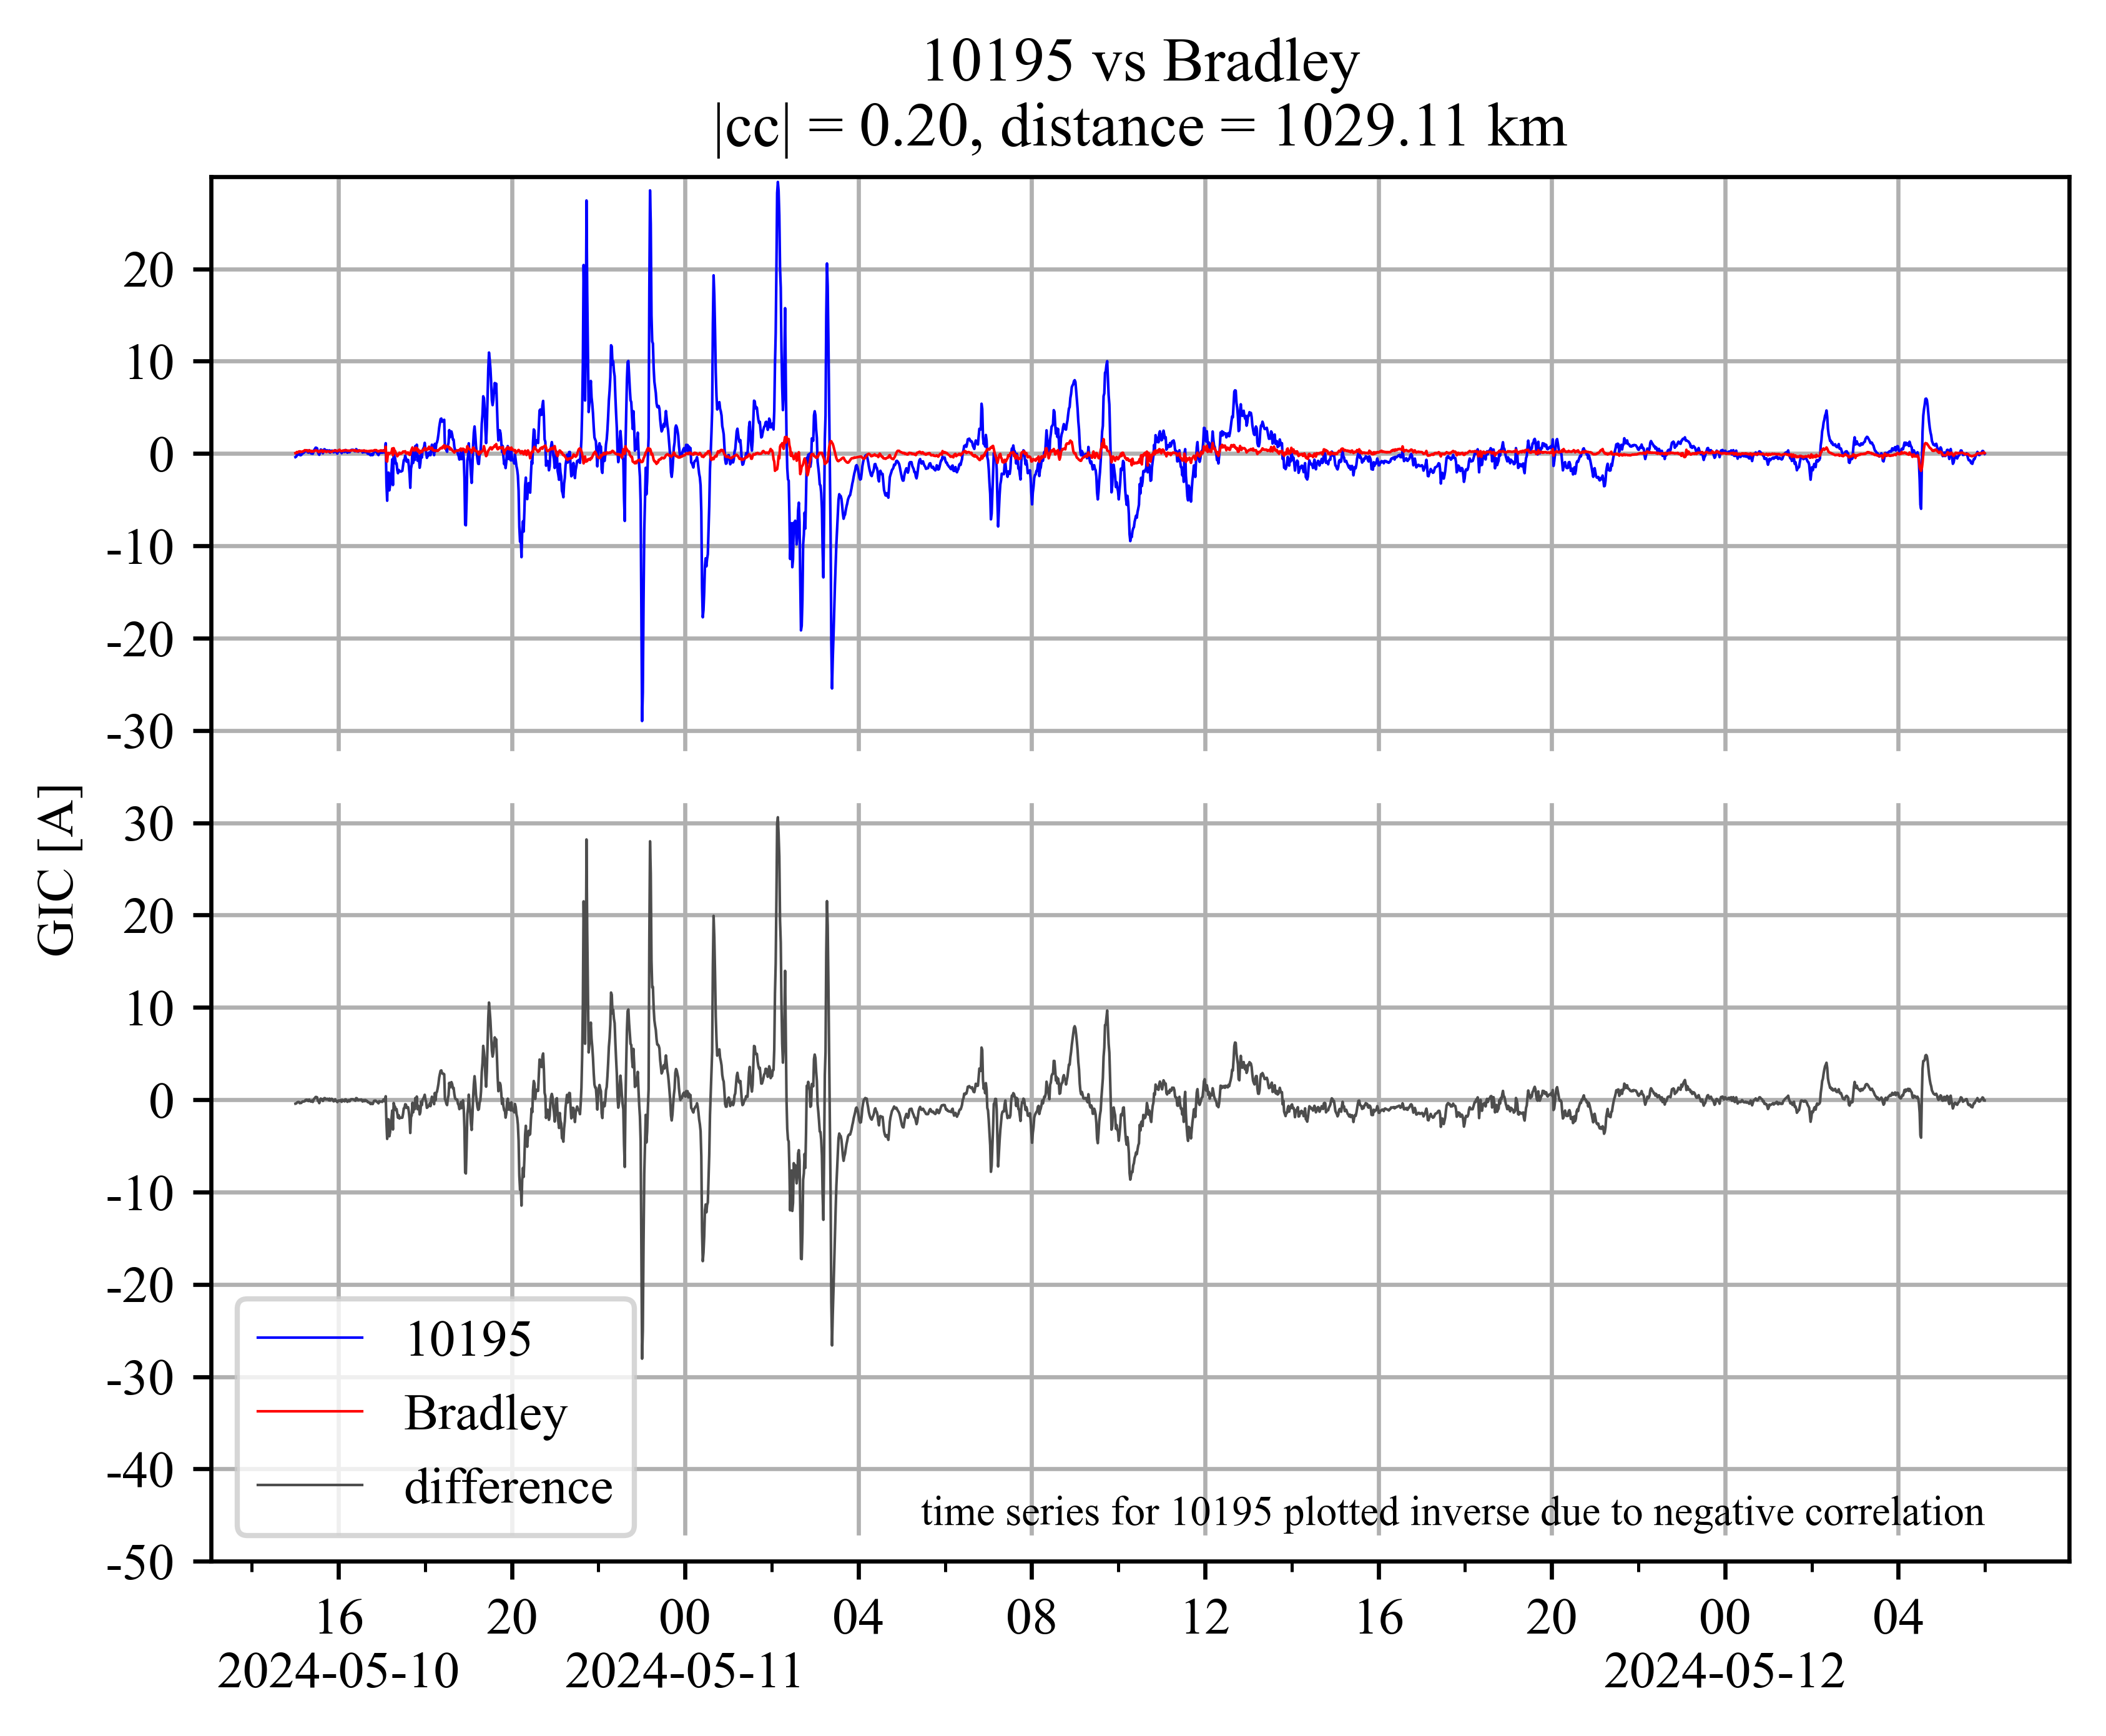 10195 vs Bradley
|cc| = 0.20, distance = 1029.11 km
20
10
0
-10
-20
-30
30
20
10
0
-10
-20
-30
-40
-50
GIC [A]
10195
Bradley
difference
time series for 10195 plotted inverse due to negative correlation
16 20 00 04 08 12 16 20 00 04
2024-05-10 2024-05-11 2024-05-12